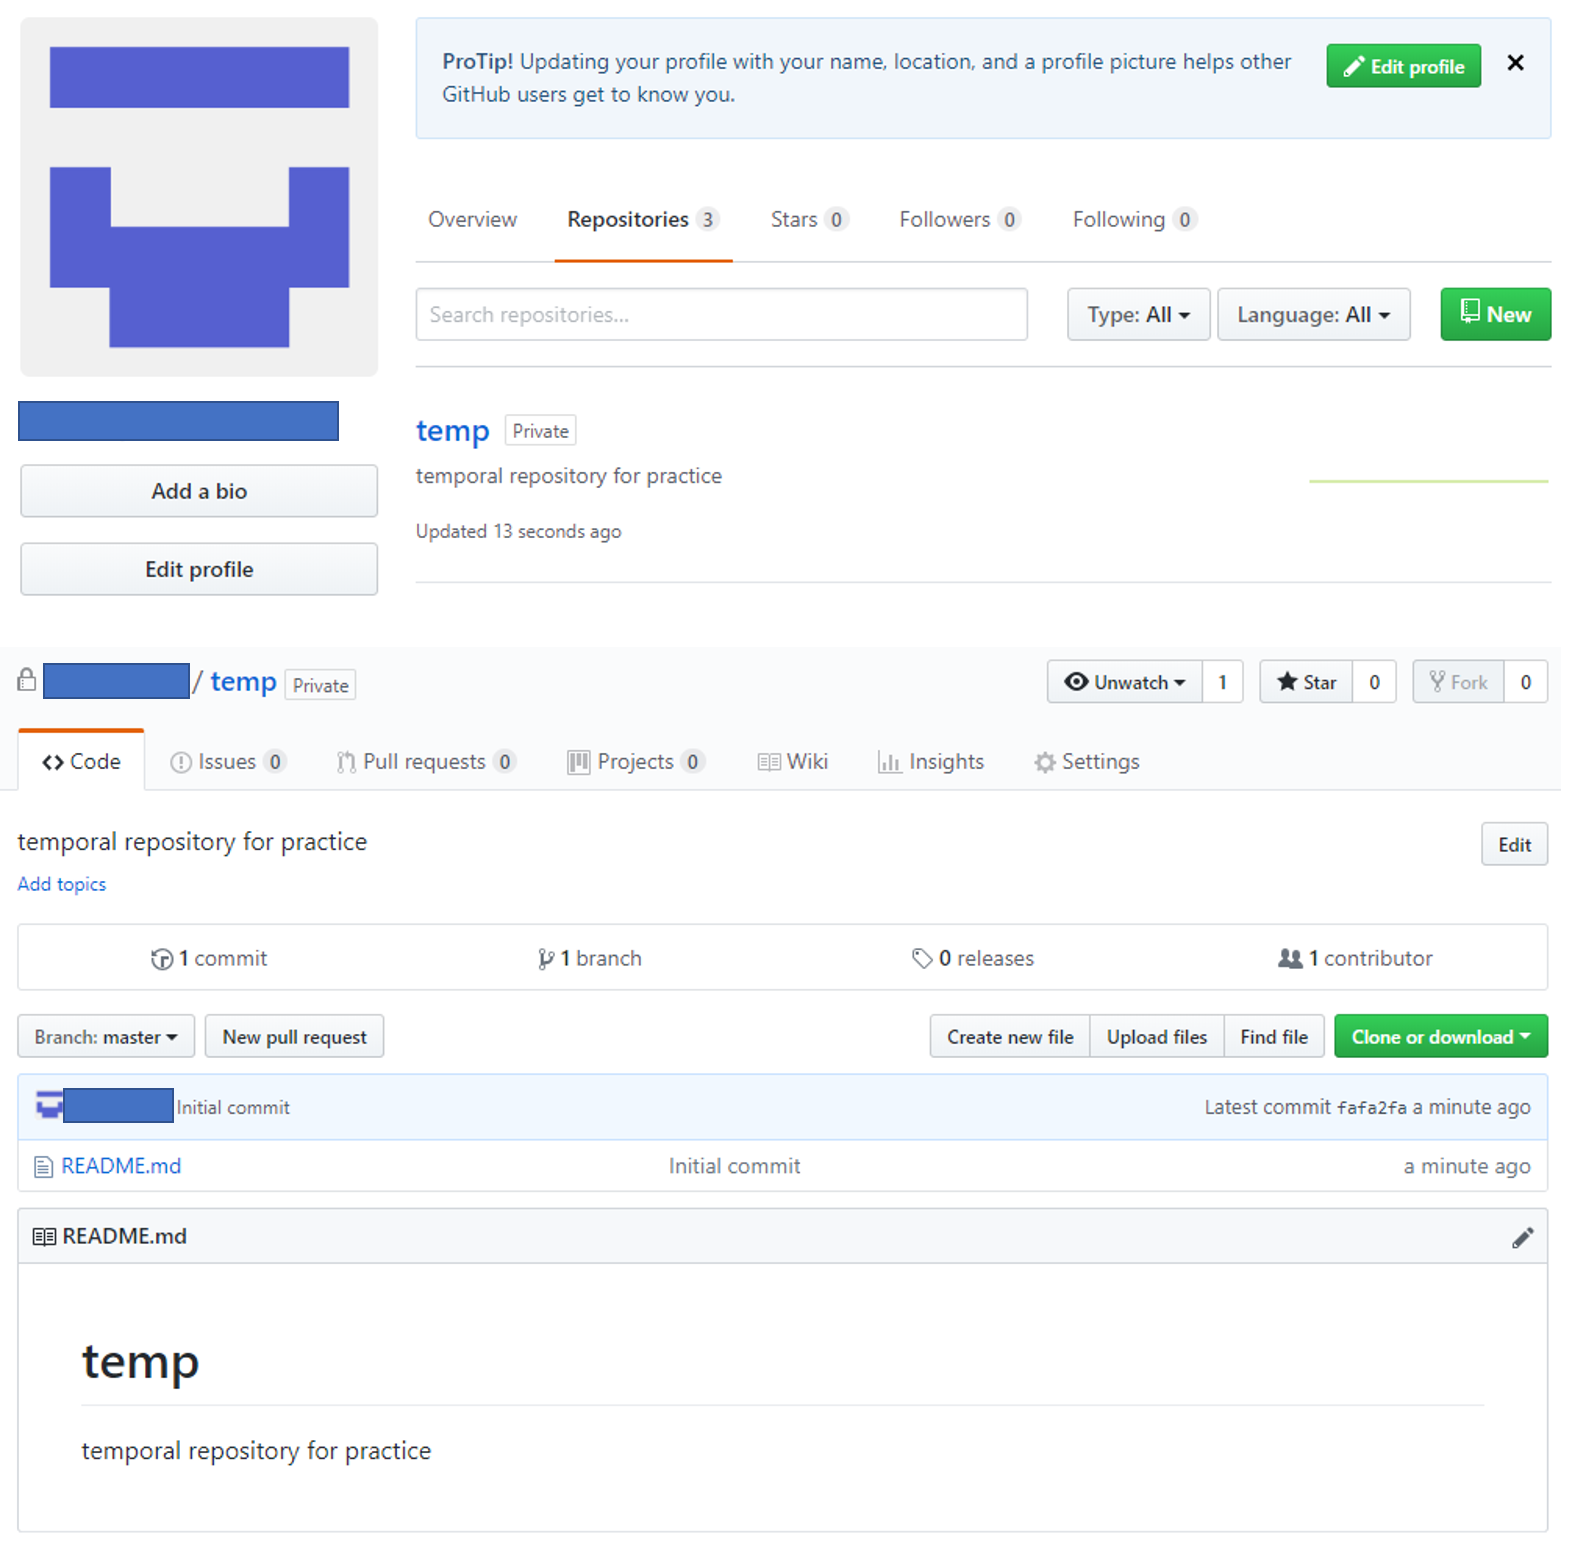 ProTip! Updating your profile with your name, location, and a profile picture helps other
GitHub users get to know you.
Edit profile
Overview Repositories 3 Stars 0 Followers 0 Following 0
Search repositories... Type: All Language: All New
temp Private
temporal repository for practice
Updated 13 seconds ago
Add a bio
Edit profile
/ temp Private Unwatch 1 Star 0 Fork 0
Code Issues 0 Pull requests 0 Projects 0 Wiki Insights Settings
temporal repository for practice Edit
Add topics
1 commit 1 branch 0 releases 1 contributor
Branch: master New pull request Create new file Upload files Find file Clone or download
Initial commit Latest commit fafa2fa a minute ago
README.md Initial commit a minute ago
README.md
temp
temporal repository for practice